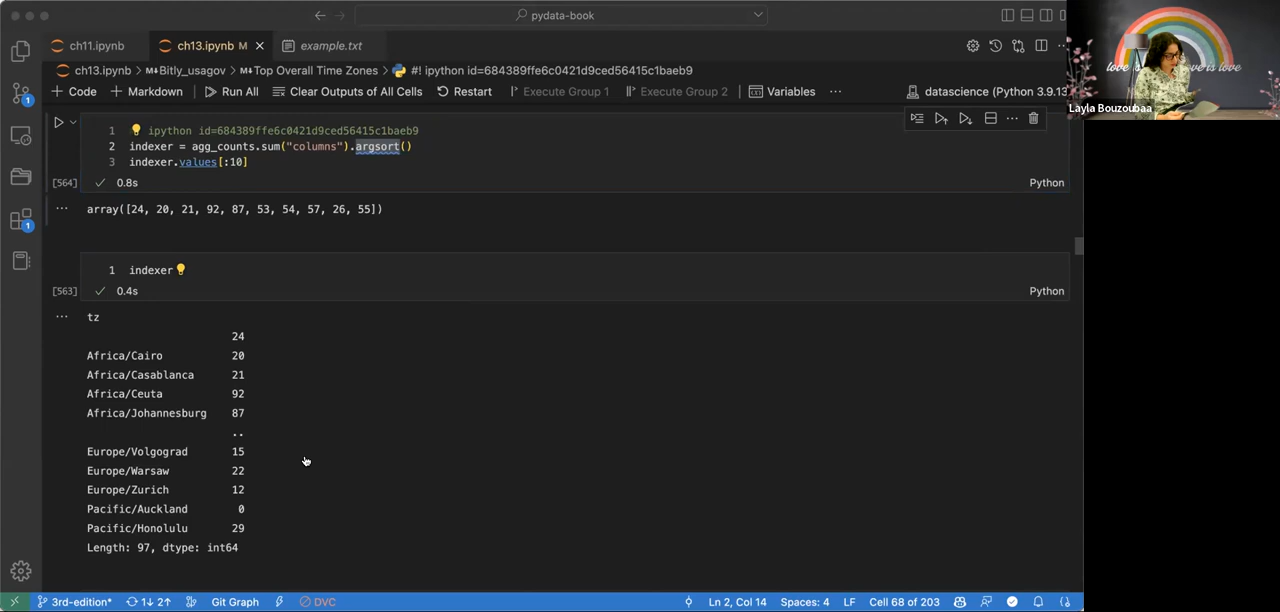 pydata-book
ch11.ipynb
ch13.ipynb M
example.txt
ch13.ipynb > M↓Bitly_usagov > M↓Top Overall Time Zones > #! ipython id=684389ffe6c0421d9ced56415c1baeb9
+ Code + Markdown Run All Clear Outputs of All Cells Restart Execute Group 1 Execute Group 2 Variables ... datascience (Python 3.9.13
Layla Bouzoubaa
1 ipython id=684389ffe6c0421d9ced56415c1baeb9
2 indexer = agg_counts.sum("columns").argsort()
3 indexer.values[:10]
[564] ✓ 0.8s Python
... array([24, 20, 21, 92, 87, 53, 54, 57, 26, 55])
1 indexer
[563] ✓ 0.4s Python
... tz
24
Africa/Cairo 20
Africa/Casablanca 21
Africa/Ceuta 92
Africa/Johannesburg 87
..
Europe/Volgograd 15
Europe/Warsaw 22
Europe/Zurich 12
Pacific/Auckland 0
Pacific/Honolulu 29
Length: 97, dtype: int64
3rd-edition* 1↓ 2↑ Git Graph DVC Ln 2, Col 14 Spaces: 4 LF Cell 68 of 203